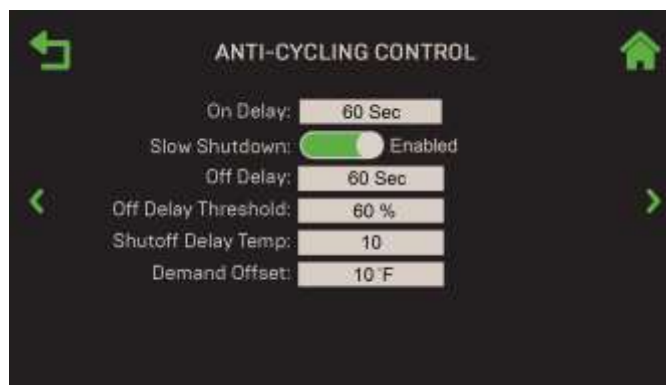 ANTI-CYCLING CONTROL
On Delay: 60 Sec
Slow Shutdown: Enabled
Off Delay: 60 Sec
Off Delay Threshold: 60 %
Shutoff Delay Temp: 10
Demand Offset: 10 °F